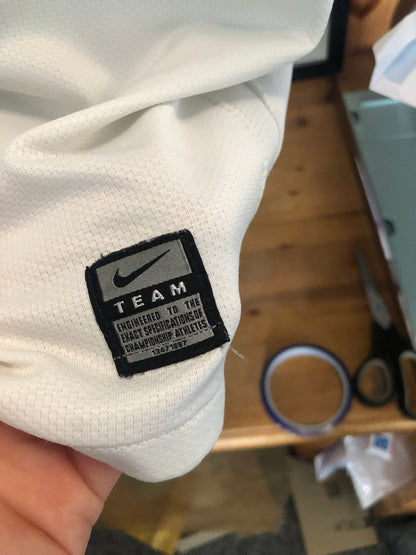 TEAM
ENGINEERED TO THE
EXACT SPECIFICATIONS OF
CHAMPIONSHIP ATHLETES